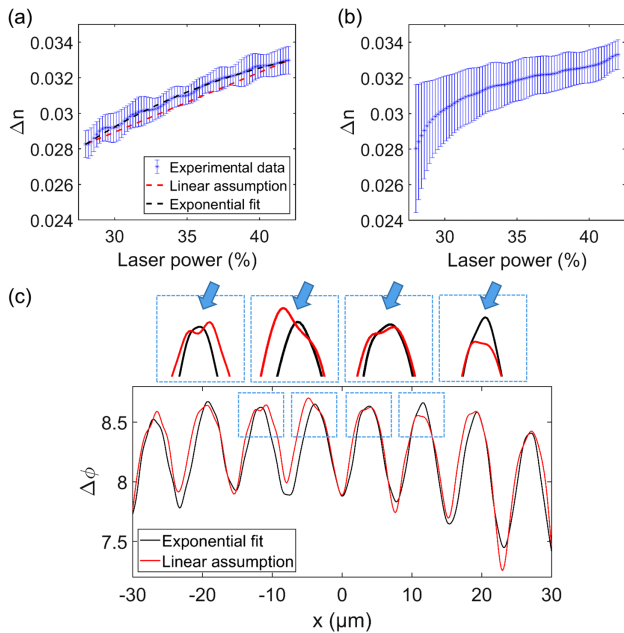 (a)
0.034
0.032
0.03
0.028
0.026
0.024
Δn
30
35
40
Laser power (%)
Experimental data
Linear assumption
Exponential fit
(b)
0.034
0.032
0.03
0.028
0.026
0.024
Δn
30
35
40
Laser power (%)
(c)
8.5
8
7.5
Δϕ
Exponential fit
Linear assumption
-30
-20
-10
0
10
20
30
x (μm)